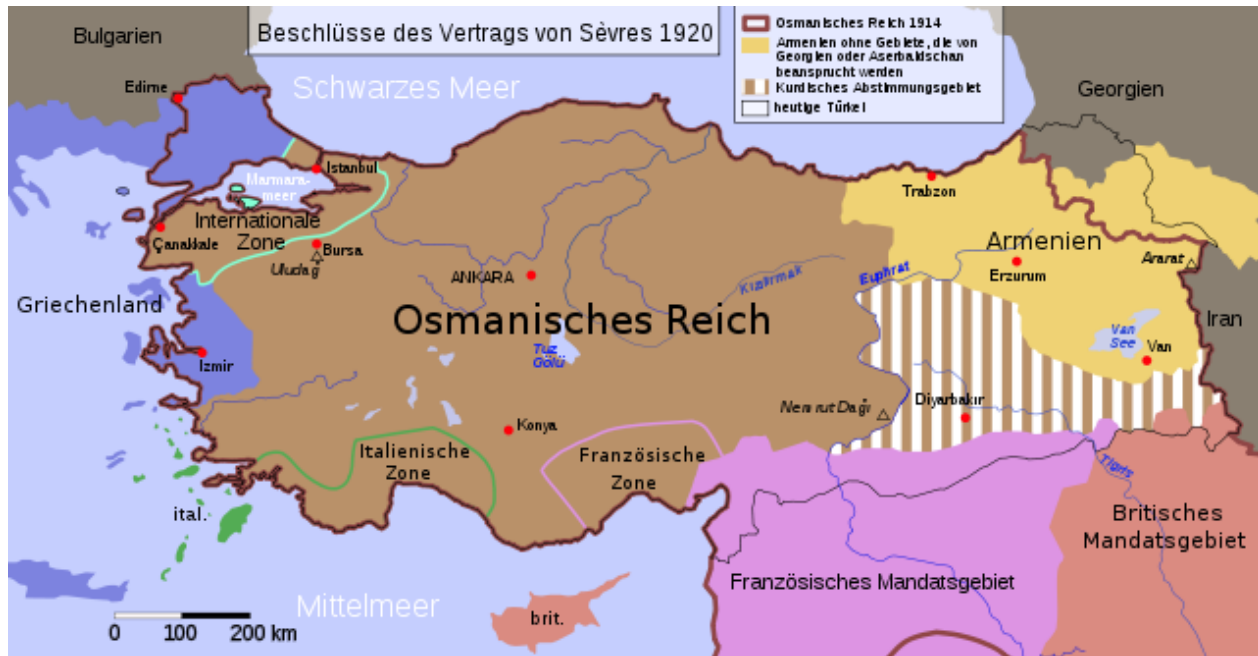 Beschlüsse des Vertrags von Sèvres 1920
Osmanisches Reich 1914
Armenien ohne Gebiete, die von
Georgien oder Aserbaidschan
beansprucht werden
Kurdisches Abstimmungsgebiet
heutige Türkei
Bulgarien
Edirne
Schwarzes Meer
Georgien
Istanbul
Marmara-
meer
Trabzon
Internationale
Zone
Çanakkale
Bursa
Uludağ
Armenien
Erzurum
Ararat
ANKARA
Kızılırmak
Euphrat
Griechenland
Osmanisches Reich
Iran
Izmir
Tuz
Gölü
Van
See
Van
Nemrut Dağı
Diyarbakır
Konya
Italienische
Zone
Französische
Zone
Tigris
ital.
Britisches
Mandatsgebiet
Französisches Mandatsgebiet
Mittelmeer
brit.
0 100 200 km